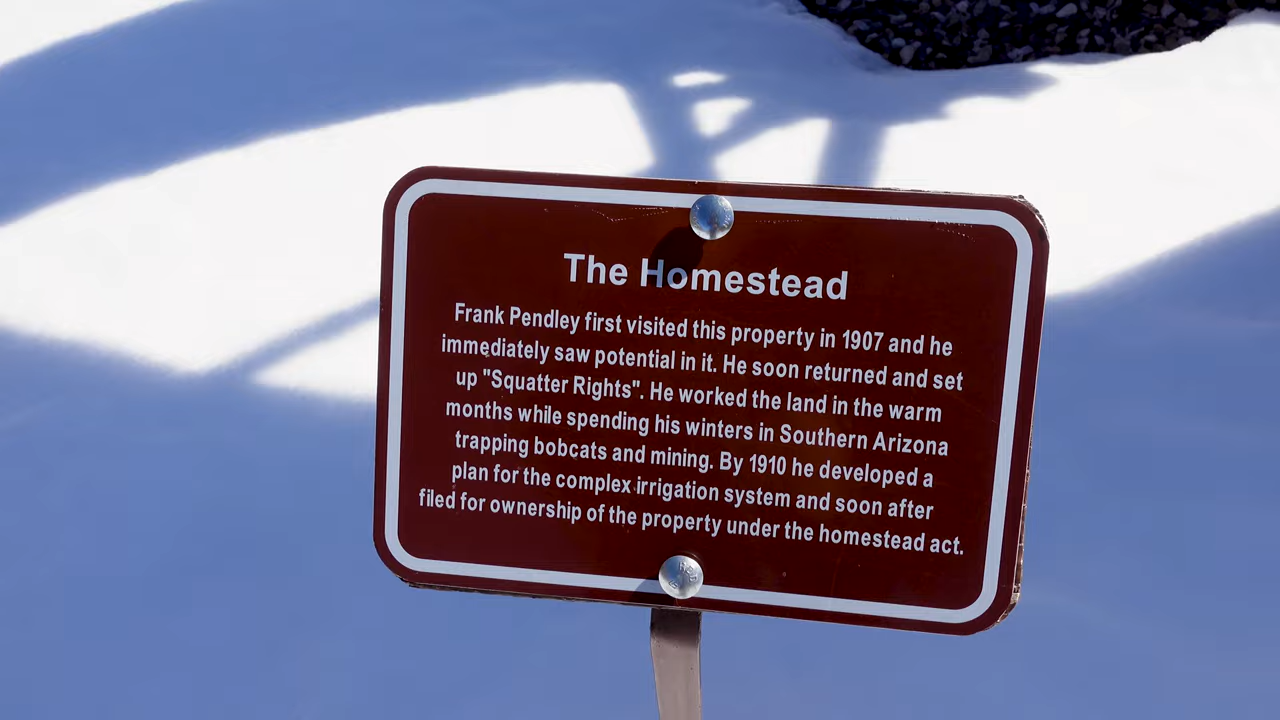 The Homestead
Frank Pendley first visited this property in 1907 and he
immediately saw potential in it. He soon returned and set
up "Squatter Rights". He worked the land in the warm
months while spending his winters in Southern Arizona
trapping bobcats and mining. By 1910 he developed a
plan for the complex irrigation system and soon after
filed for ownership of the property under the homestead act.